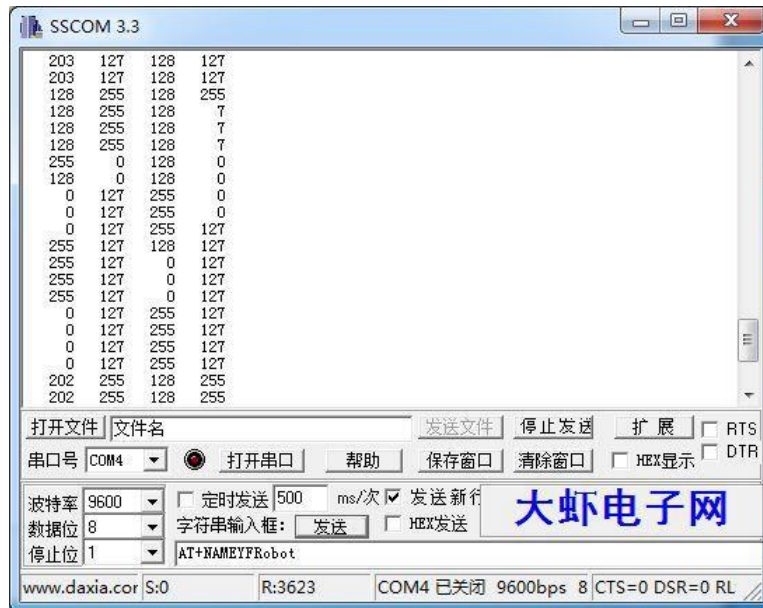 SSCOM 3.3
203 127 128 127
203 127 128 127
128 255 128 255
128 255 128 7
128 255 128 7
128 255 128 7
255 0 128 0
128 0 128 0
0 127 255 0
0 127 255 0
0 127 255 127
255 127 128 127
255 127 0 127
255 127 0 127
255 127 0 127
0 127 255 127
0 127 255 127
0 127 255 127
0 127 255 127
202 255 128 255
202 255 128 255
打开文件 文件名 发送文件 停止发送 扩 展 RTS
串口号 COM4 打开串口 帮助 保存窗口 清除窗口 HEX显示 DTR
波特率 9600 定时发送 500 ms/次 发送新行 大虾电子网
数据位 8 字符串输入框: 发送 HEX发送
停止位 1 AT+NAMEYFRobot
www.daxia.cor S:0 R:3623 COM4 已关闭 9600bps 8 CTS=0 DSR=0 RL